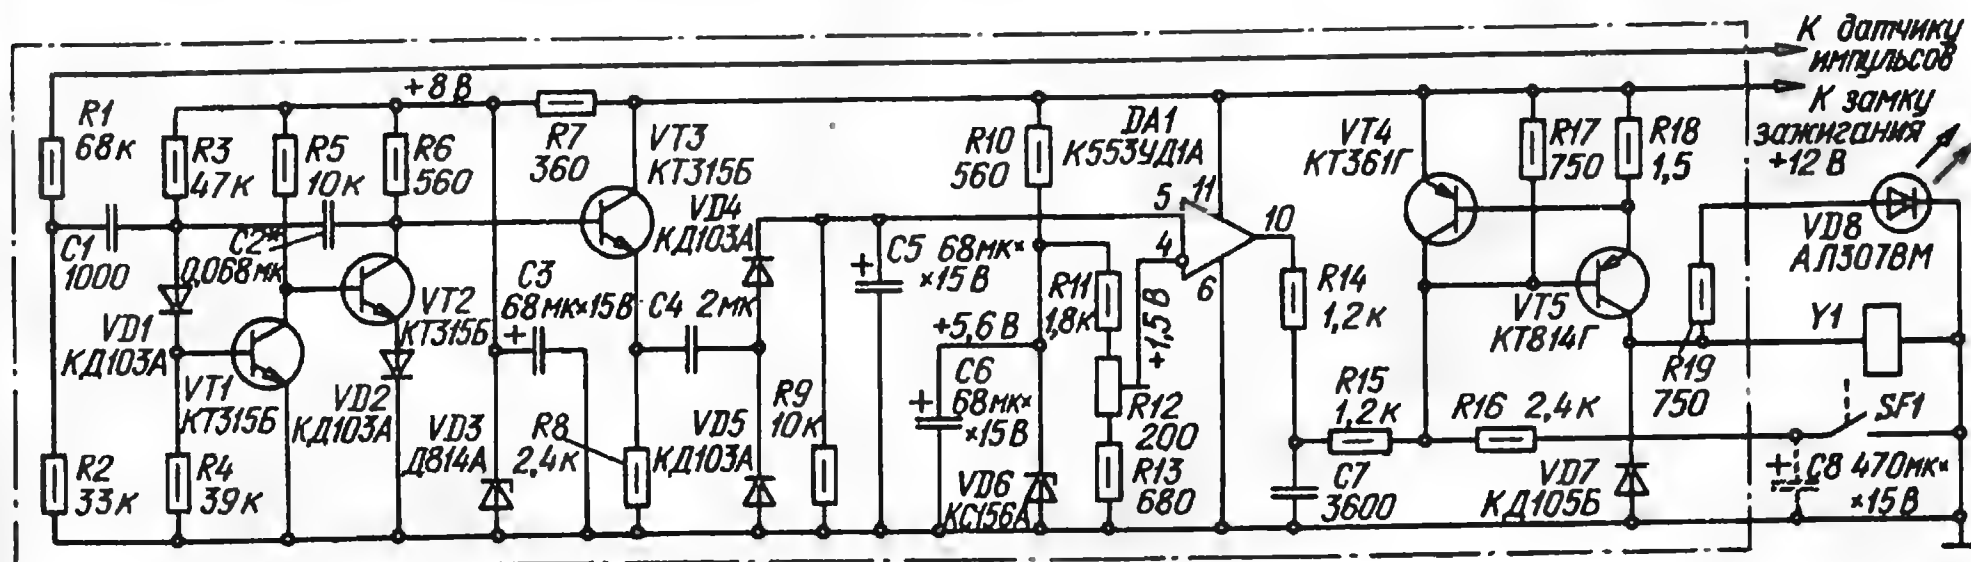 К датчику
импульсов
К замку
зажигания
+12 В
+8 В
R1
68к
R3
47к
R5
10к
R6
560
R7
360
VT3
КТ315Б
R10
560
DA1
К553УД1А
VT4
КТ361Г
R17
750
R18
1,5
C1
1000
C2*
0,068мк
VD4
КД103А
5
11
10
4
6
C5 68мк×
×15В
VD8
АЛ307ВМ
VD1
КД103А
VT2
КТ315Б
C3
68мк×15В
C4 2мк
+5,6 В
R11
1,8к
+1,5 В
R14
1,2к
VT5
КТ814Г
Y1
VT1
КТ315Б
VD2
КД103А
VD3
Д814А
R8
2,4к
VD5
КД103А
R9
10к
C6
68мк×
×15В
R12
200
R15
1,2к
R16 2,4к
R19
750
SF1
R2
33к
R4
39к
VD6
КС156А
R13
680
C7
3600
VD7
КД105Б
C8 470мк×
×15В